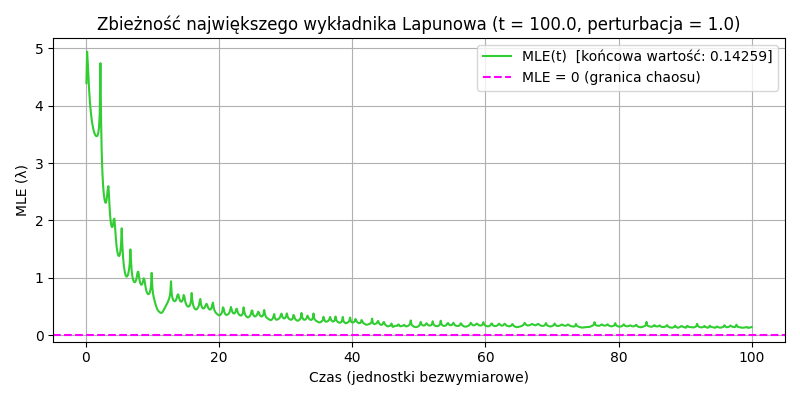 Zbieżność największego wykładnika Lapunowa (t = 100.0, perturbacja = 1.0)
MLE(t)  [końcowa wartość: 0.14259]
MLE = 0 (granica chaosu)
MLE (λ)
5
4
3
2
1
0
0 20 40 60 80 100
Czas (jednostki bezwymiarowe)